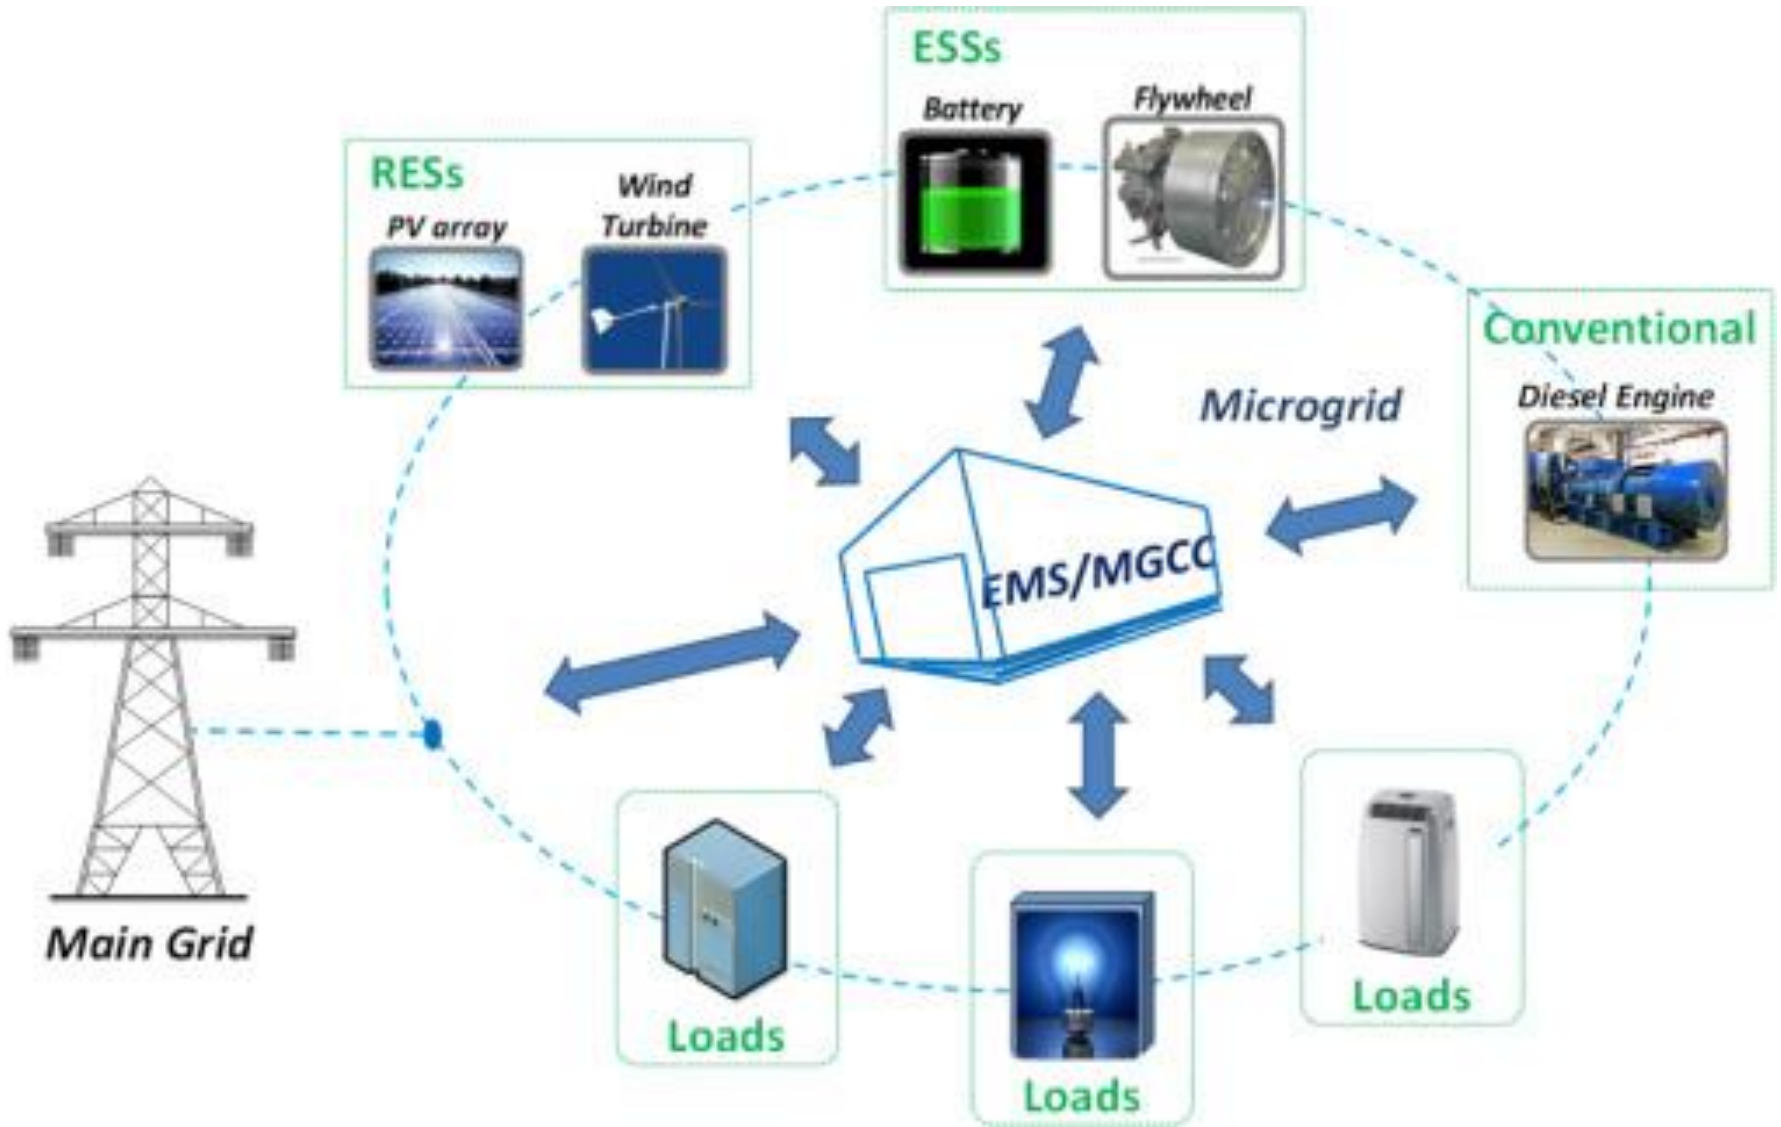 ESSs
Battery
Flywheel
RESs
PV array
Wind
Turbine
Conventional
Diesel Engine
Microgrid
EMS/MGCC
Main Grid
Loads
Loads
Loads